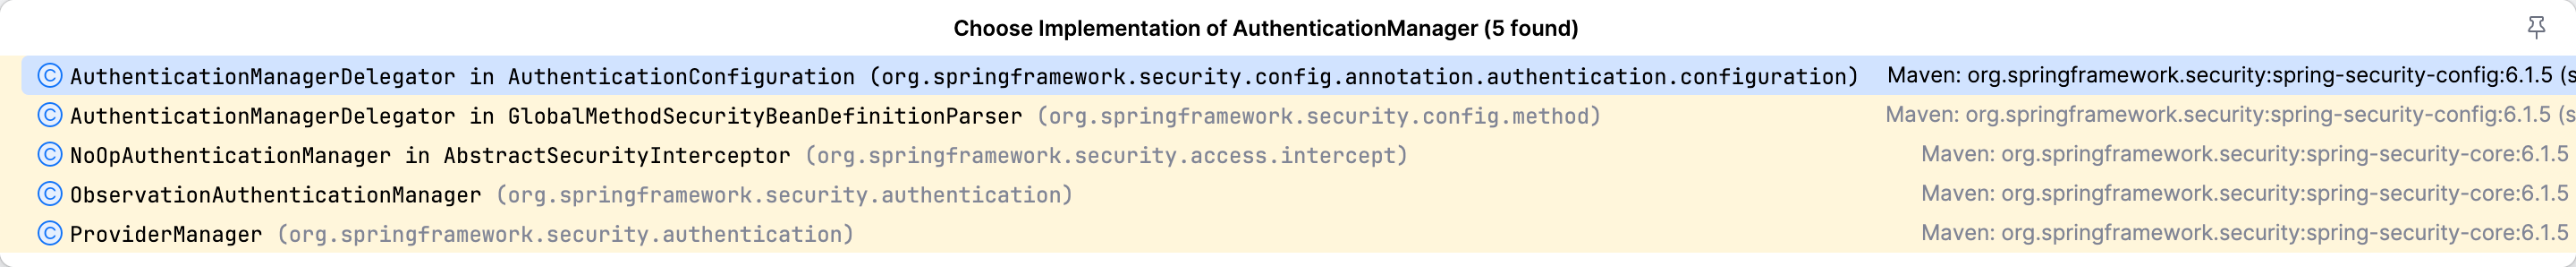 Choose Implementation of AuthenticationManager (5 found)
AuthenticationManagerDelegator in AuthenticationConfiguration (org.springframework.security.config.annotation.authentication.configuration) Maven: org.springframework.security:spring-security-config:6.1.5 (s
AuthenticationManagerDelegator in GlobalMethodSecurityBeanDefinitionParser (org.springframework.security.config.method) Maven: org.springframework.security:spring-security-config:6.1.5 (s
NoOpAuthenticationManager in AbstractSecurityInterceptor (org.springframework.security.access.intercept) Maven: org.springframework.security:spring-security-core:6.1.5
ObservationAuthenticationManager (org.springframework.security.authentication) Maven: org.springframework.security:spring-security-core:6.1.5
ProviderManager (org.springframework.security.authentication) Maven: org.springframework.security:spring-security-core:6.1.5